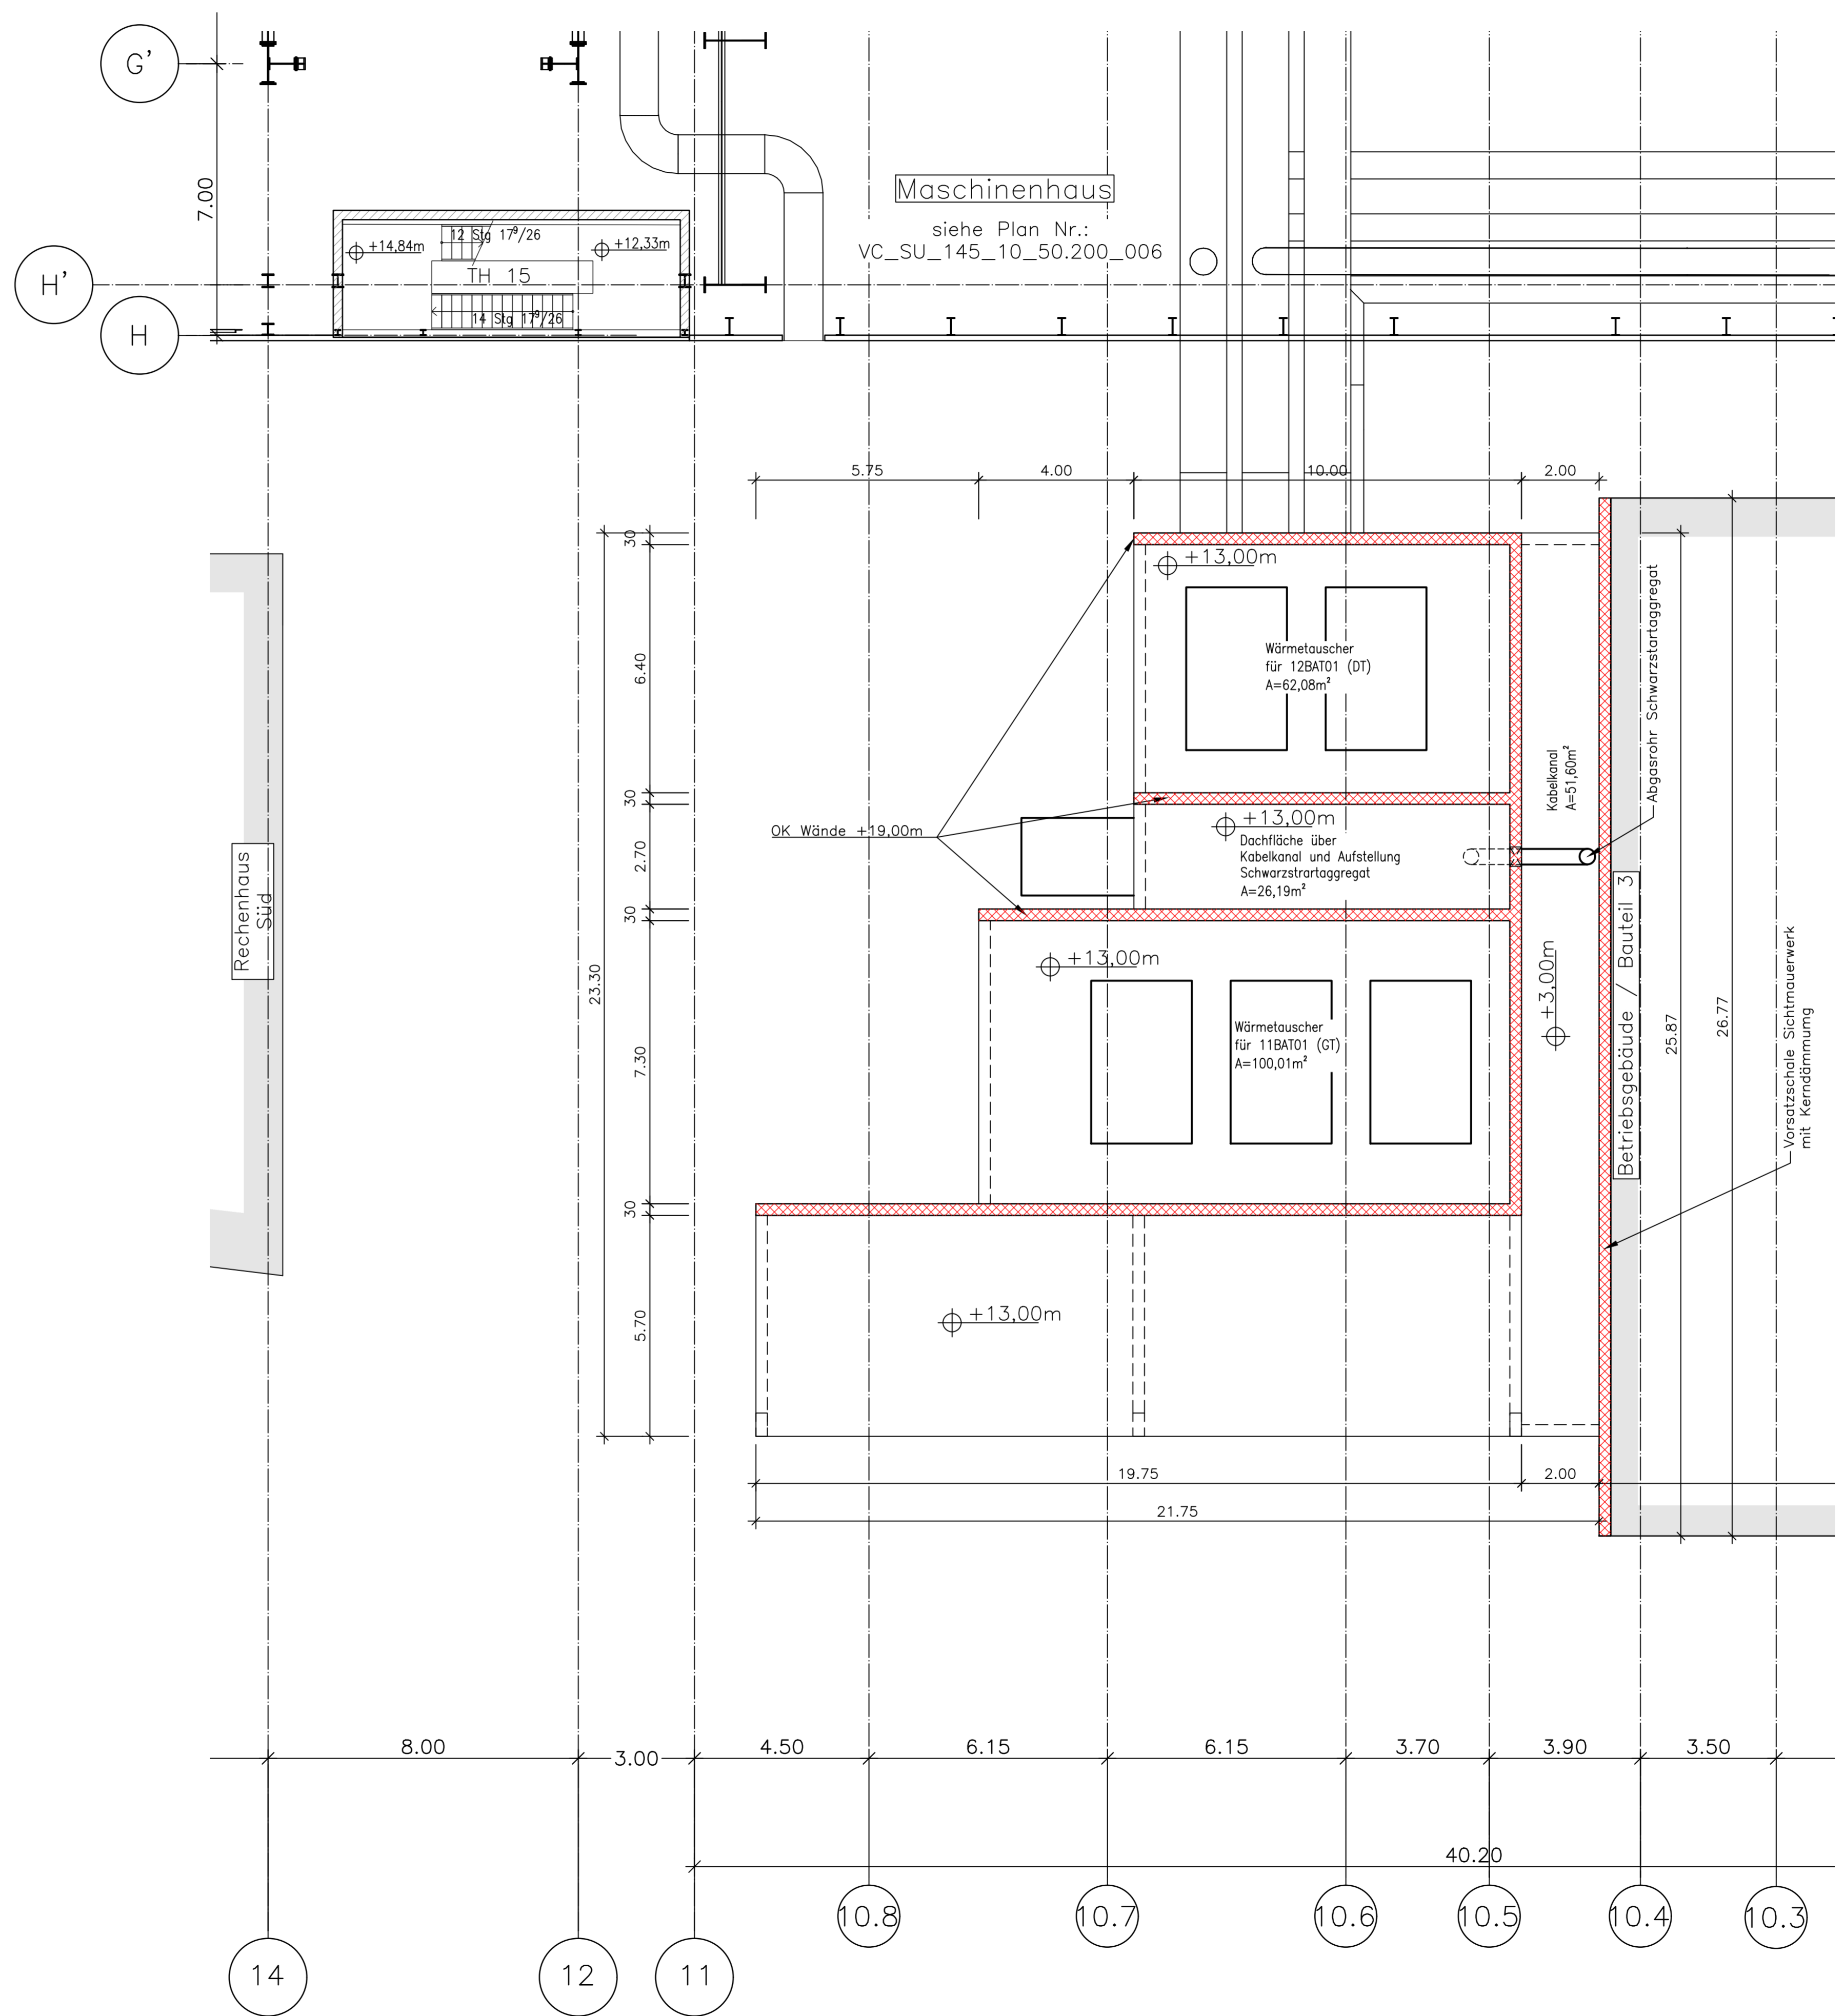 G'
7.00
H'
H
+14,84m
12 Stg 17⁹/26
+12,33m
TH 15
14 Stg 17⁹/26
Maschinenhaus
siehe Plan Nr.:
VC_SU_145_10_50.200_006
5.75
4.00
10.00
2.00
30
6.40
30
2.70
30
7.30
30
5.70
23.30
+13,00m
Wärmetauscher
für 12BAT01 (DT)
A=62,08m²
OK Wände +19,00m
+13,00m
Dachfläche über
Kabelkanal und Aufstellung
Schwarzstrartaggregat
A=26,19m²
+13,00m
Wärmetauscher
für 11BAT01 (GT)
A=100,01m²
+13,00m
Kabelkanal
A=51,60m²
+3,00m
Abgasrohr Schwarzstartaggregat
Betriebsgebäude / Bauteil 3
25.87
26.77
Vorsatzschale Sichtmauerwerk
mit Kerndämmumg
Rechenhaus
Süd
19.75
2.00
21.75
8.00
3.00
4.50
6.15
6.15
3.70
3.90
3.50
40.20
10.8
10.7
10.6
10.5
10.4
10.3
14
12
11